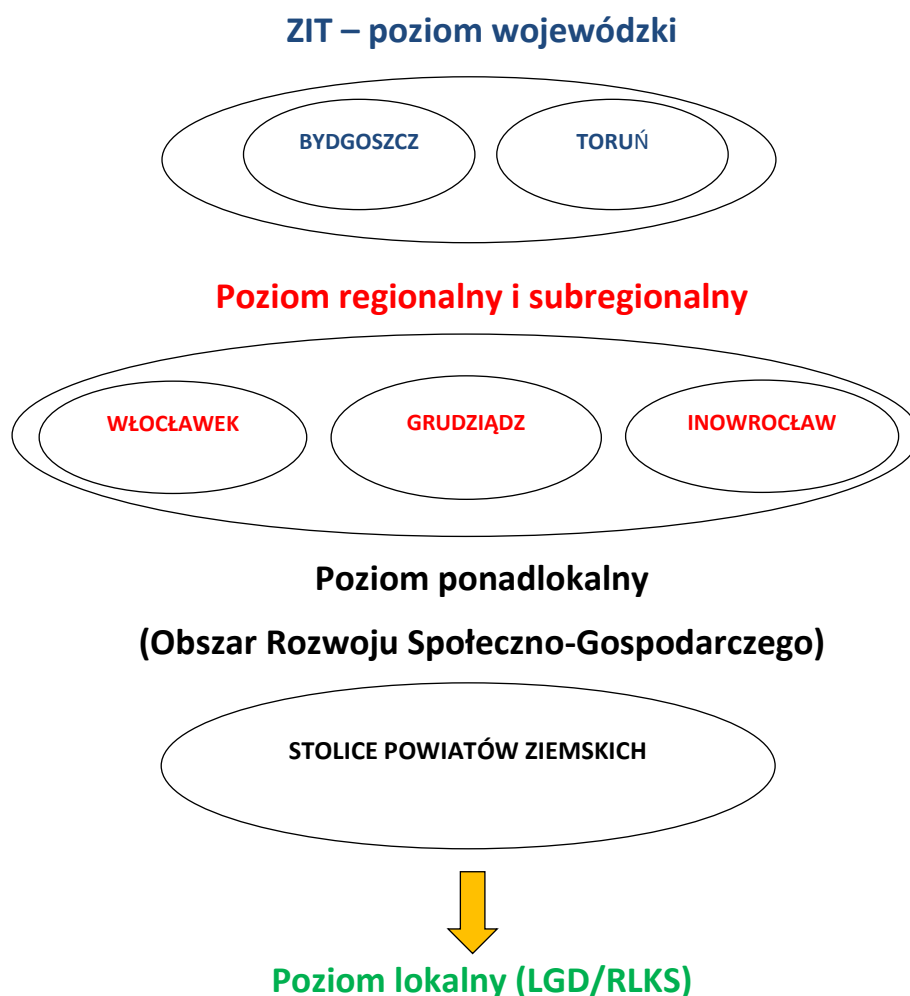 ZIT – poziom wojewódzki
BYDGOSZCZ
TORUŃ
Poziom regionalny i subregionalny
WŁOCŁAWEK
GRUDZIĄDZ
INOWROCŁAW
Poziom ponadlokalny
(Obszar Rozwoju Społeczno-Gospodarczego)
STOLICE POWIATÓW ZIEMSKICH
Poziom lokalny (LGD/RLKS)